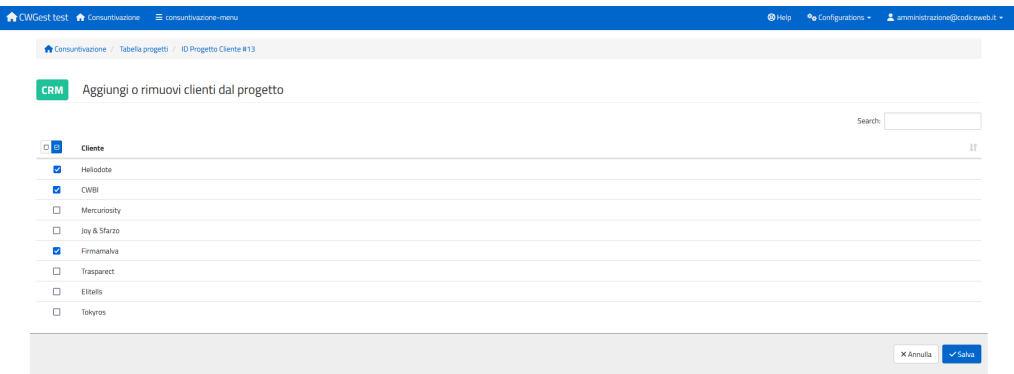 CWGest test Consuntivazione consuntivazione-menu Help Configurations amministrazione@codiceweb.it
Consuntivazione / Tabella progetti / ID Progetto Cliente #13
CRM Aggiungi o rimuovi clienti dal progetto
Search:
Cliente
Heliodote
CWBI
Mercuriosity
Joy & Sfarzo
Firmamalva
Trasparect
Elitells
Tokyros
Annulla Salva